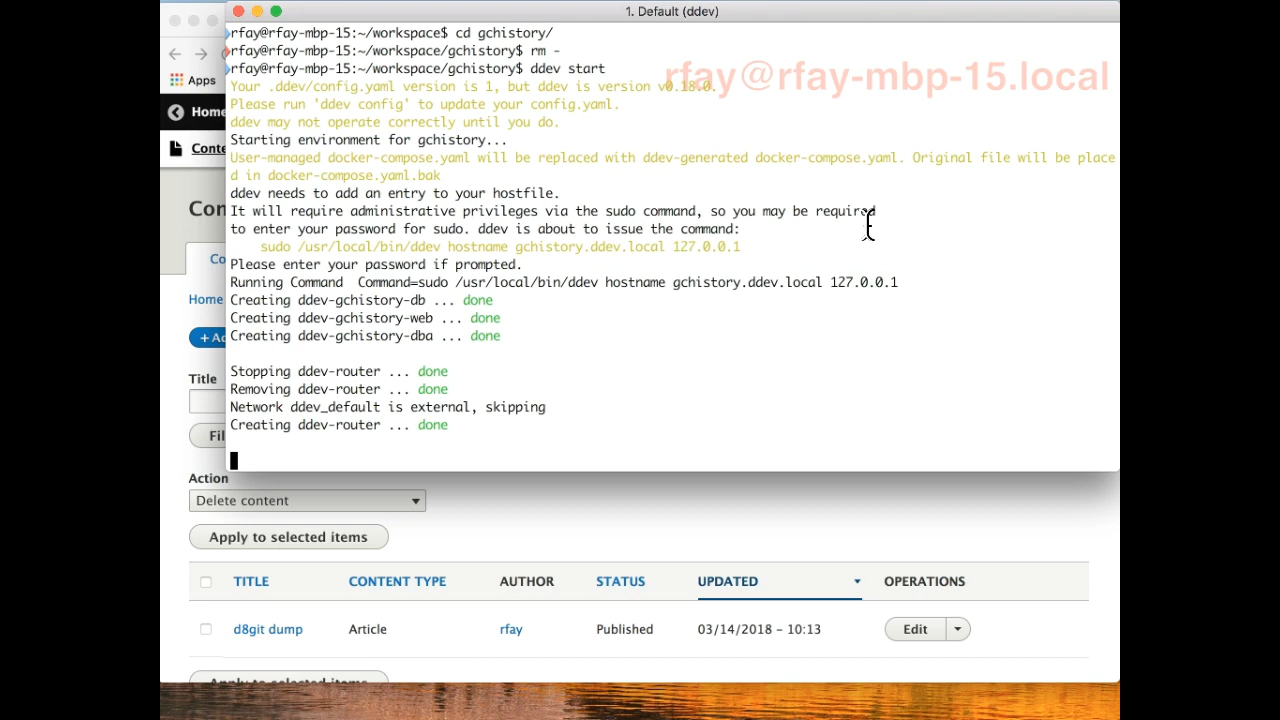 1. Default (ddev)
rfay@rfay-mbp-15:~/workspace$ cd gchistory/
rfay@rfay-mbp-15:~/workspace/gchistory$ rm -
rfay@rfay-mbp-15:~/workspace/gchistory$ ddev start
rfay@rfay-mbp-15.local
Your .ddev/config.yaml version is 1, but ddev is version v0.18.0.
Please run 'ddev config' to update your config.yaml.
ddev may not operate correctly until you do.
Starting environment for gchistory...
User-managed docker-compose.yaml will be replaced with ddev-generated docker-compose.yaml. Original file will be place
d in docker-compose.yaml.bak
ddev needs to add an entry to your hostfile.
It will require administrative privileges via the sudo command, so you may be required
to enter your password for sudo. ddev is about to issue the command:
sudo /usr/local/bin/ddev hostname gchistory.ddev.local 127.0.0.1
Please enter your password if prompted.
Running Command  Command=sudo /usr/local/bin/ddev hostname gchistory.ddev.local 127.0.0.1
Creating ddev-gchistory-db ... done
Creating ddev-gchistory-web ... done
Creating ddev-gchistory-dba ... done
Stopping ddev-router ... done
Removing ddev-router ... done
Network ddev_default is external, skipping
Creating ddev-router ... done
Apps
Home
Conte
Con
Co
Home
+ Ad
Title
Fil
Action
Delete content
Apply to selected items
TITLE CONTENT TYPE AUTHOR STATUS UPDATED OPERATIONS
d8git dump Article rfay Published 03/14/2018 - 10:13 Edit
Apply to selected items